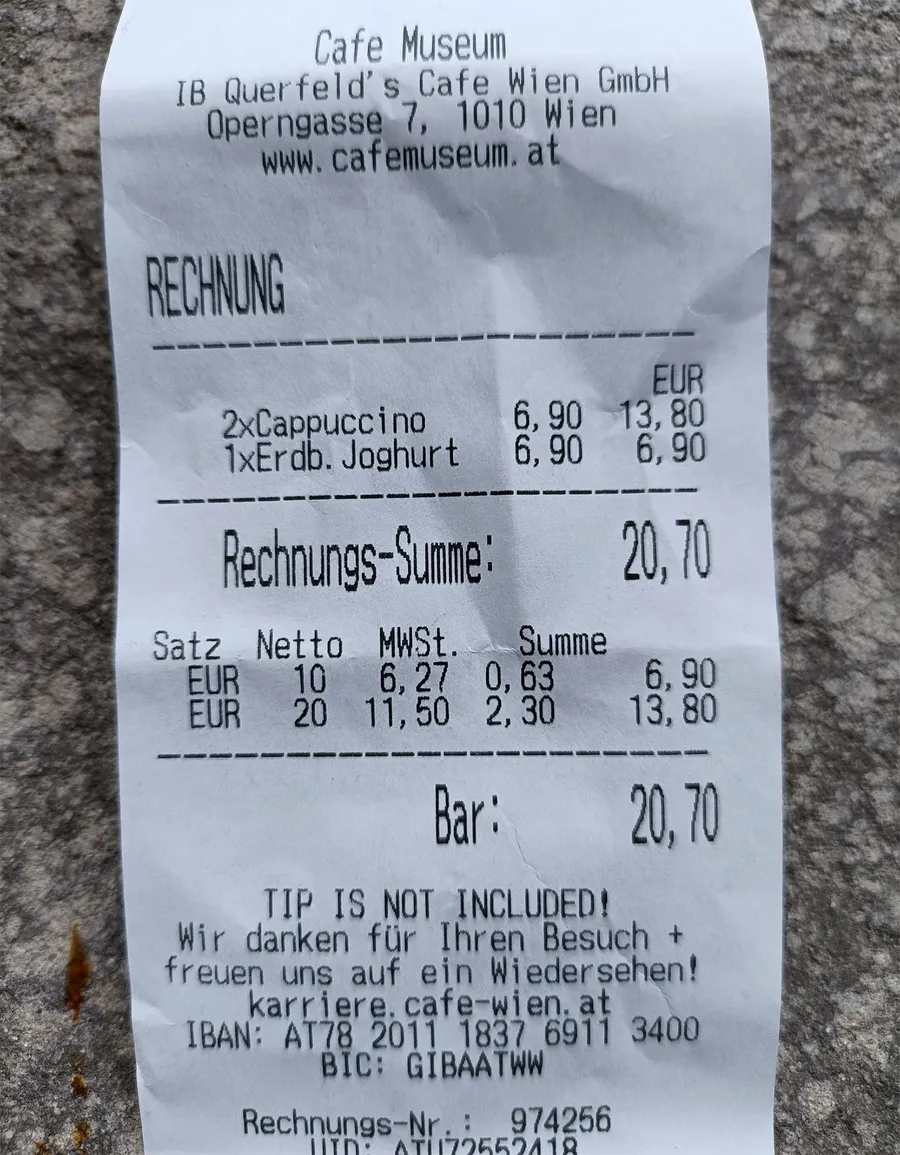 Cafe Museum
IB Querfeld's Cafe Wien GmbH
Operngasse 7, 1010 Wien
www.cafemuseum.at
RECHNUNG
EUR
2xCappuccino 6,90 13,80
1xErdb.Joghurt 6,90 6,90
Rechnungs-Summe: 20,70
Satz Netto MWSt. Summe
EUR 10 6,27 0,63 6,90
EUR 20 11,50 2,30 13,80
Bar: 20,70
TIP IS NOT INCLUDED!
Wir danken für Ihren Besuch +
freuen uns auf ein Wiedersehen!
karriere.cafe-wien.at
IBAN: AT78 2011 1837 6911 3400
BIC: GIBAATWW
Rechnungs-Nr.: 974256
UID: ATU72552418